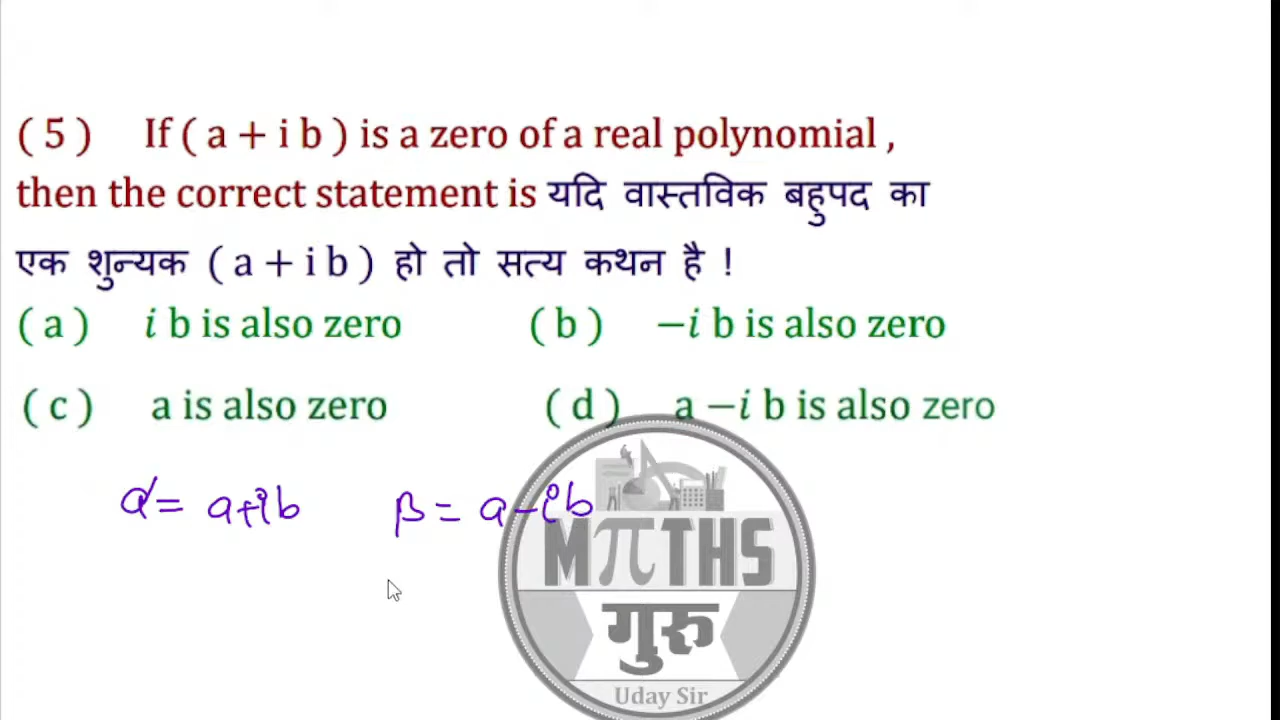 ( 5 ) If ( a + i b ) is a zero of a real polynomial ,
then the correct statement is यदि वास्तविक बहुपद का
एक शुन्यक ( a + i b ) हो तो सत्य कथन है !
( a ) i b is also zero ( b ) −i b is also zero
( c ) a is also zero ( d ) a −i b is also zero
α = a+ib β = a-ib
MπTHS
गुरु
Uday Sir